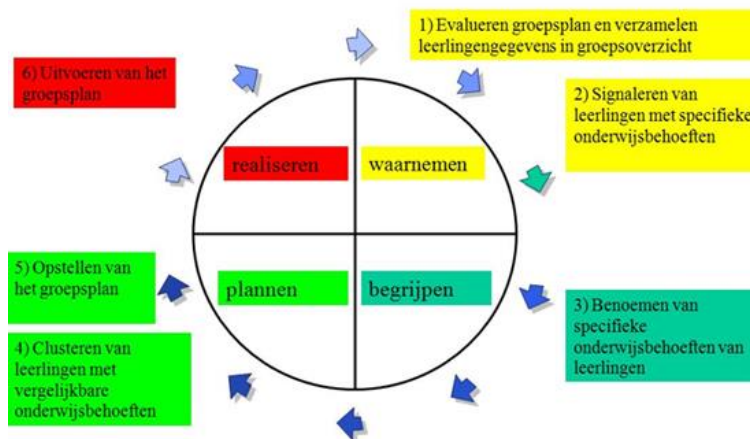 1) Evalueren groepsplan en verzamelen
leerlingengegevens in groepsoverzicht
2) Signaleren van
leerlingen met specifieke
onderwijsbehoeften
3) Benoemen van
specifieke
onderwijsbehoeften van
leerlingen
4) Clusteren van
leerlingen met
vergelijkbare
onderwijsbehoeften
5) Opstellen van
het groepsplan
6) Uitvoeren van het
groepsplan
realiseren
waarnemen
plannen
begrijpen